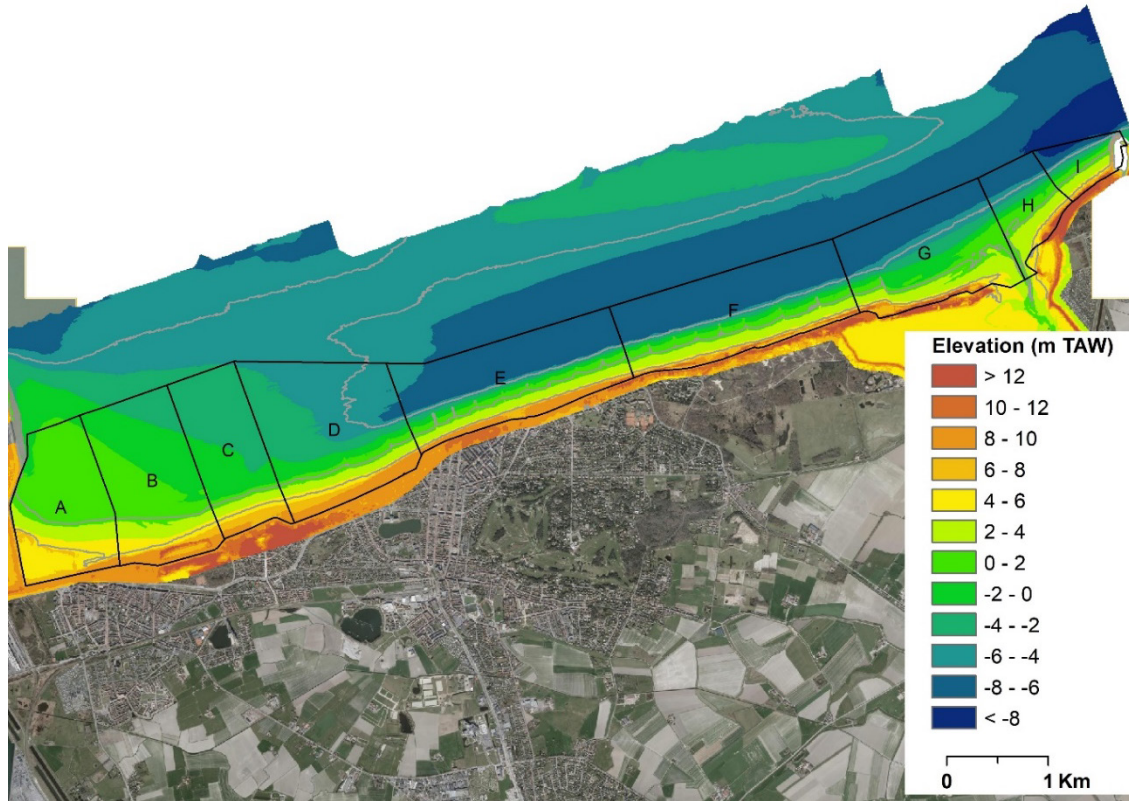 I
H
G
F
E
D
C
B
A
Elevation (m TAW)
> 12
10 - 12
8 - 10
6 - 8
4 - 6
2 - 4
0 - 2
-2 - 0
-4 - -2
-6 - -4
-8 - -6
< -8
0 1 Km